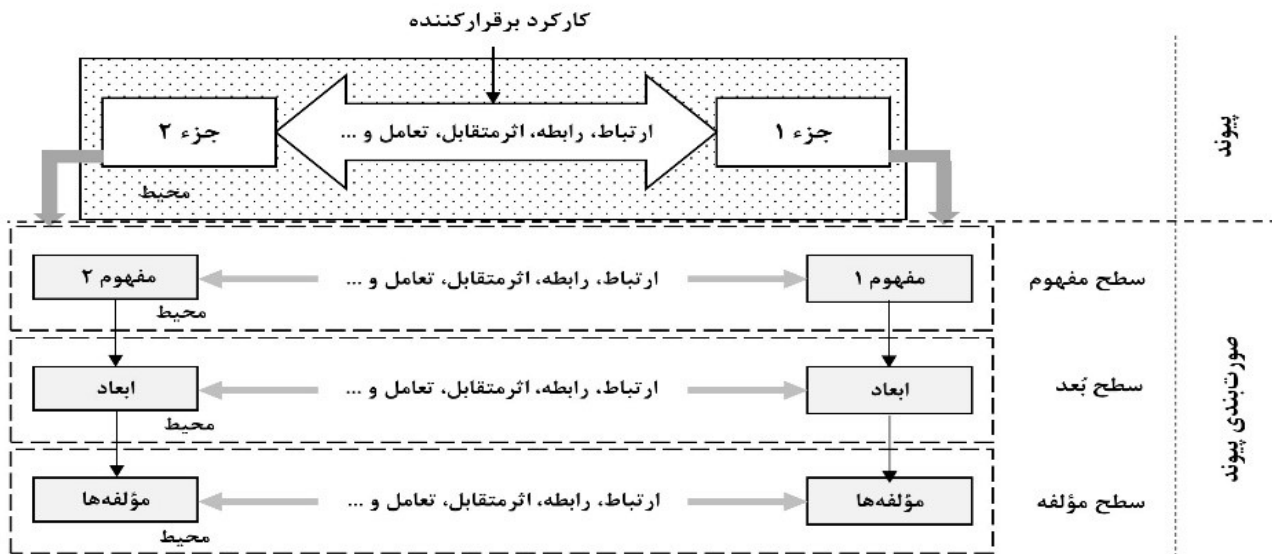 کارکرد برقرارکننده
پیوند
جزء ۱
ارتباط، رابطه، اثرمتقابل، تعامل و ...
جزء ۲
محیط
صورت‌بندی پیوند
سطح مفهوم
مفهوم ۱
ارتباط، رابطه، اثرمتقابل، تعامل و ...
مفهوم ۲
محیط
سطح بُعد
ابعاد
ارتباط، رابطه، اثرمتقابل، تعامل و ...
ابعاد
محیط
سطح مؤلفه
مؤلفه‌ها
ارتباط، رابطه، اثرمتقابل، تعامل و ...
مؤلفه‌ها
محیط